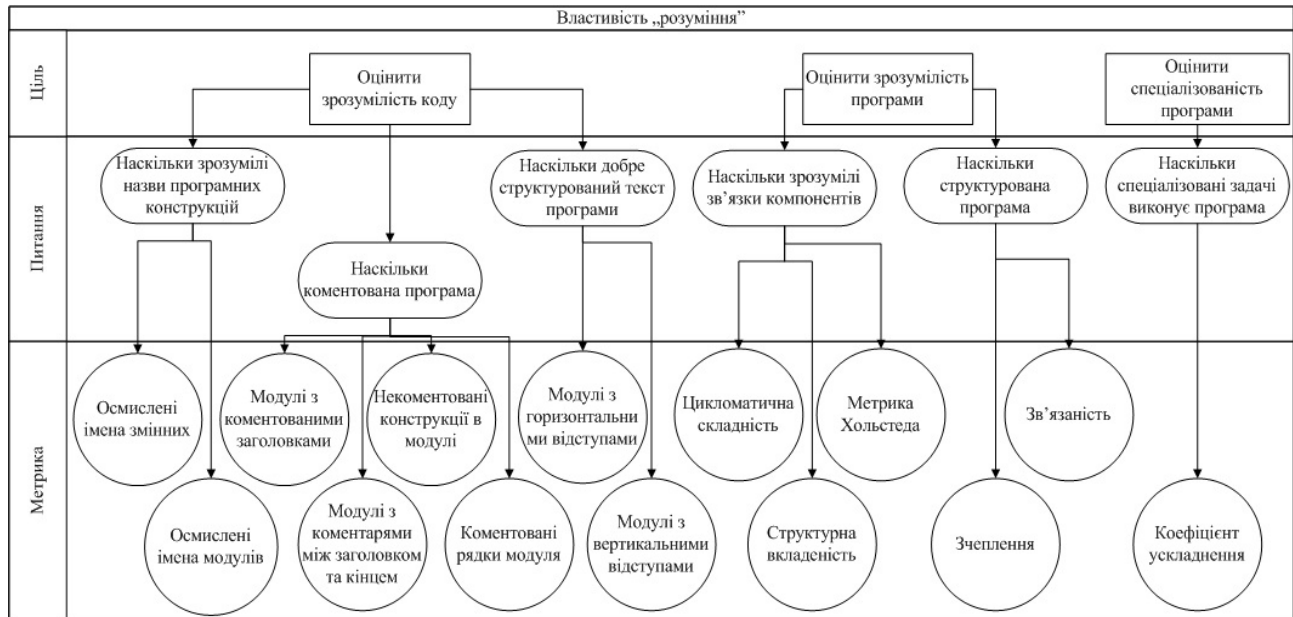 Властивість „розуміння”
Ціль
Оцінити
зрозумілість коду
Оцінити зрозумілість
програми
Оцінити
спеціалізованість
програми
Питання
Наскільки зрозумілі
назви програмних
конструкцій
Наскільки
коментована програма
Наскільки добре
структурований текст
програми
Наскільки зрозумілі
зв’язки компонентів
Наскільки
структурована
програма
Наскільки
спеціалізовані задачі
виконує програма
Метрика
Осмислені
імена змінних
Модулі з
коментованими
заголовками
Некоментовані
конструкції в
модулі
Модулі з
горизонтальни
ми відступами
Цикломатична
складність
Метрика
Хольстеда
Зв’язаність
Осмислені
імена модулів
Модулі з
коментарями
між заголовком
та кінцем
Коментовані
рядки модуля
Модулі з
вертикальними
відступами
Структурна
вкладеність
Зчеплення
Коефіцієнт
ускладнення